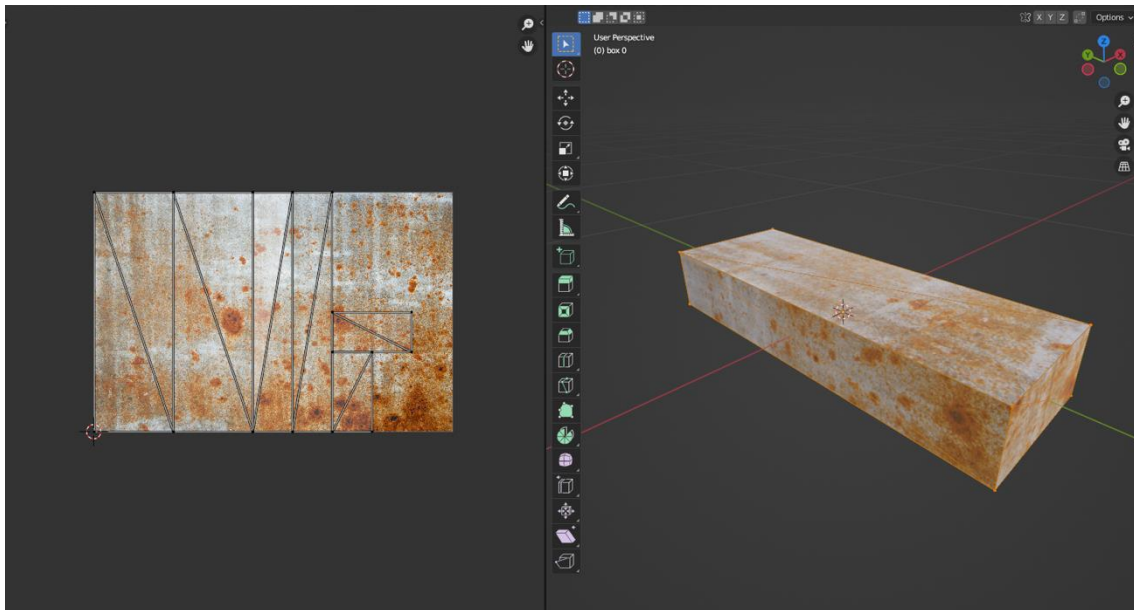 X Y Z Options
User Perspective
(0) box 0
Z
Y X